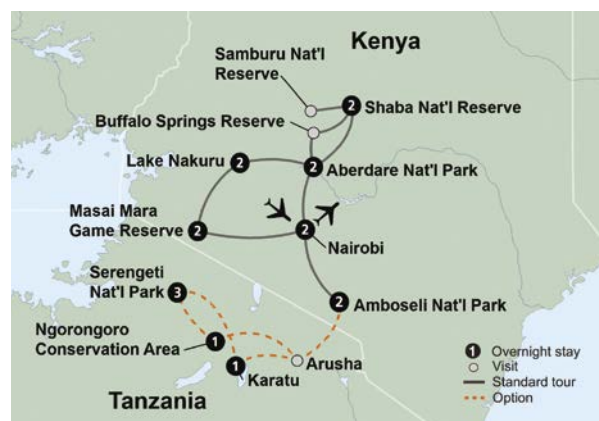 Kenya
Samburu Nat'l
Reserve
2
Shaba Nat'l Reserve
Buffalo Springs Reserve
Lake Nakuru
2
2
Aberdare Nat'l Park
Masai Mara
Game Reserve
2
2
Nairobi
Serengeti
Nat'l Park
3
2
Amboseli Nat'l Park
Ngorongoro
Conservation Area
1
1
Karatu
Arusha
Tanzania
1 Overnight stay
Visit
Standard tour
Option